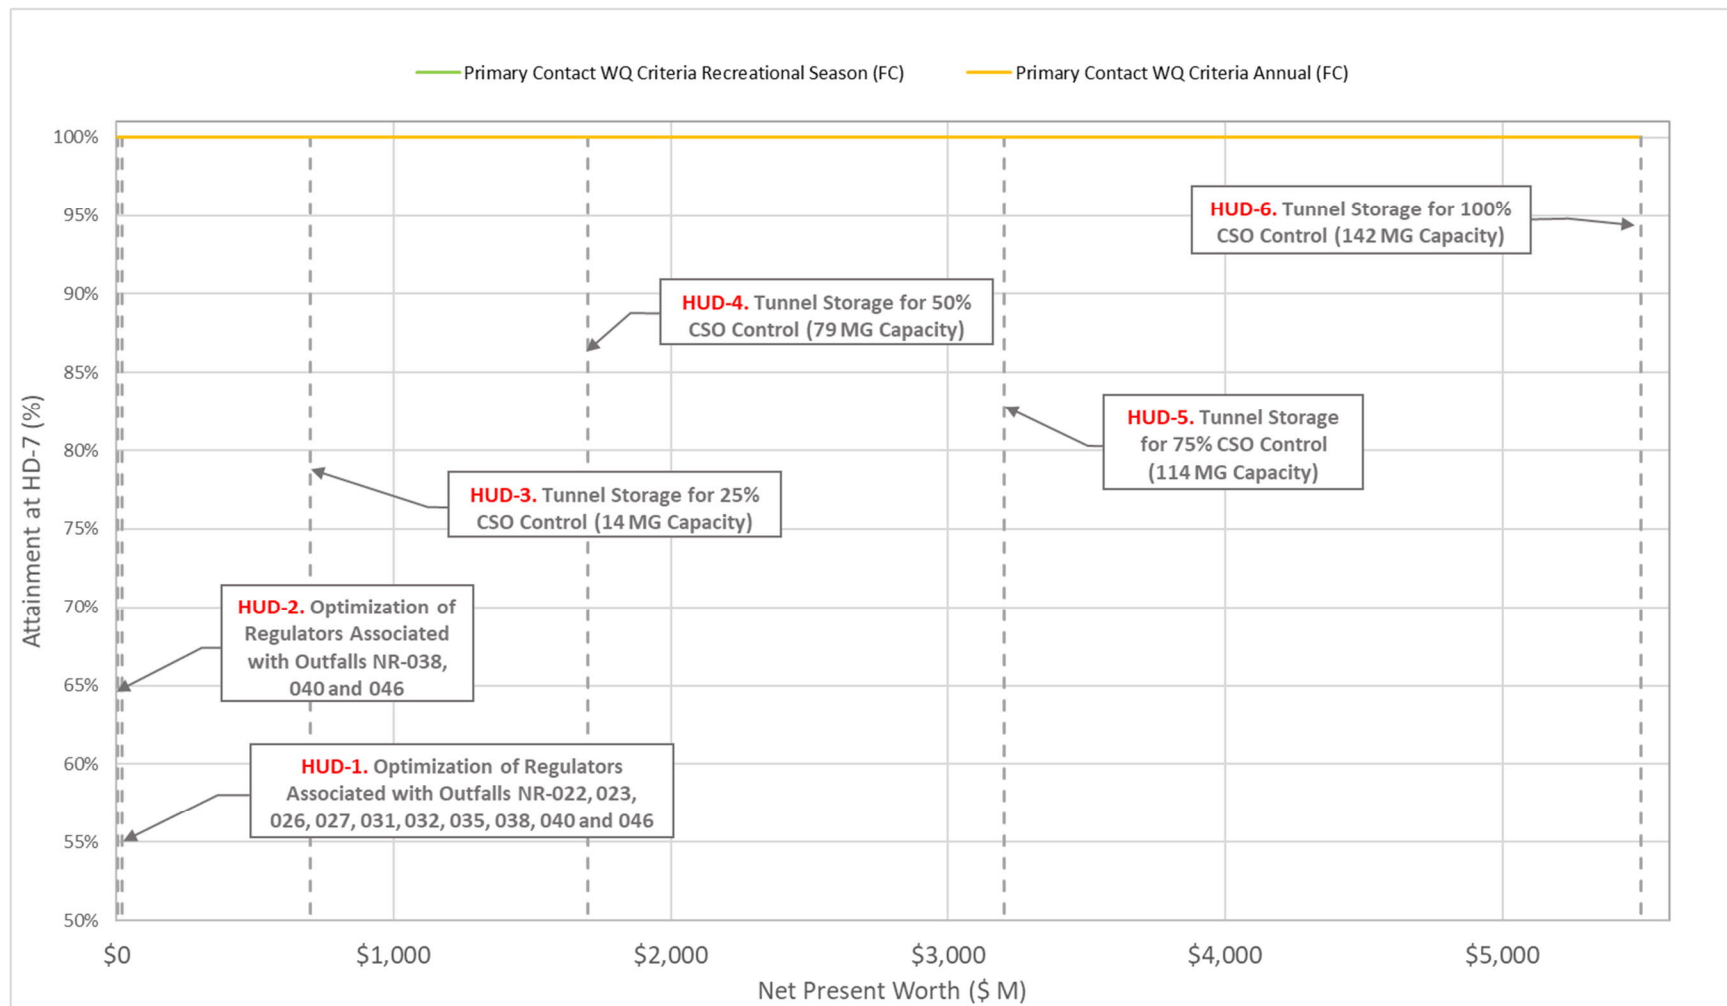 Primary Contact WQ Criteria Recreational Season (FC)
Primary Contact WQ Criteria Annual (FC)
100%
95%
90%
85%
80%
75%
70%
65%
60%
55%
50%
Attainment at HD-7 (%)
HUD-6. Tunnel Storage for 100%
CSO Control (142 MG Capacity)
HUD-4. Tunnel Storage for 50%
CSO Control (79 MG Capacity)
HUD-5. Tunnel Storage
for 75% CSO Control
(114 MG Capacity)
HUD-3. Tunnel Storage for 25%
CSO Control (14 MG Capacity)
HUD-2. Optimization of
Regulators Associated
with Outfalls NR-038,
040 and 046
HUD-1. Optimization of Regulators
Associated with Outfalls NR-022, 023,
026, 027, 031, 032, 035, 038, 040 and 046
$0
$1,000
$2,000
$3,000
$4,000
$5,000
Net Present Worth ($ M)